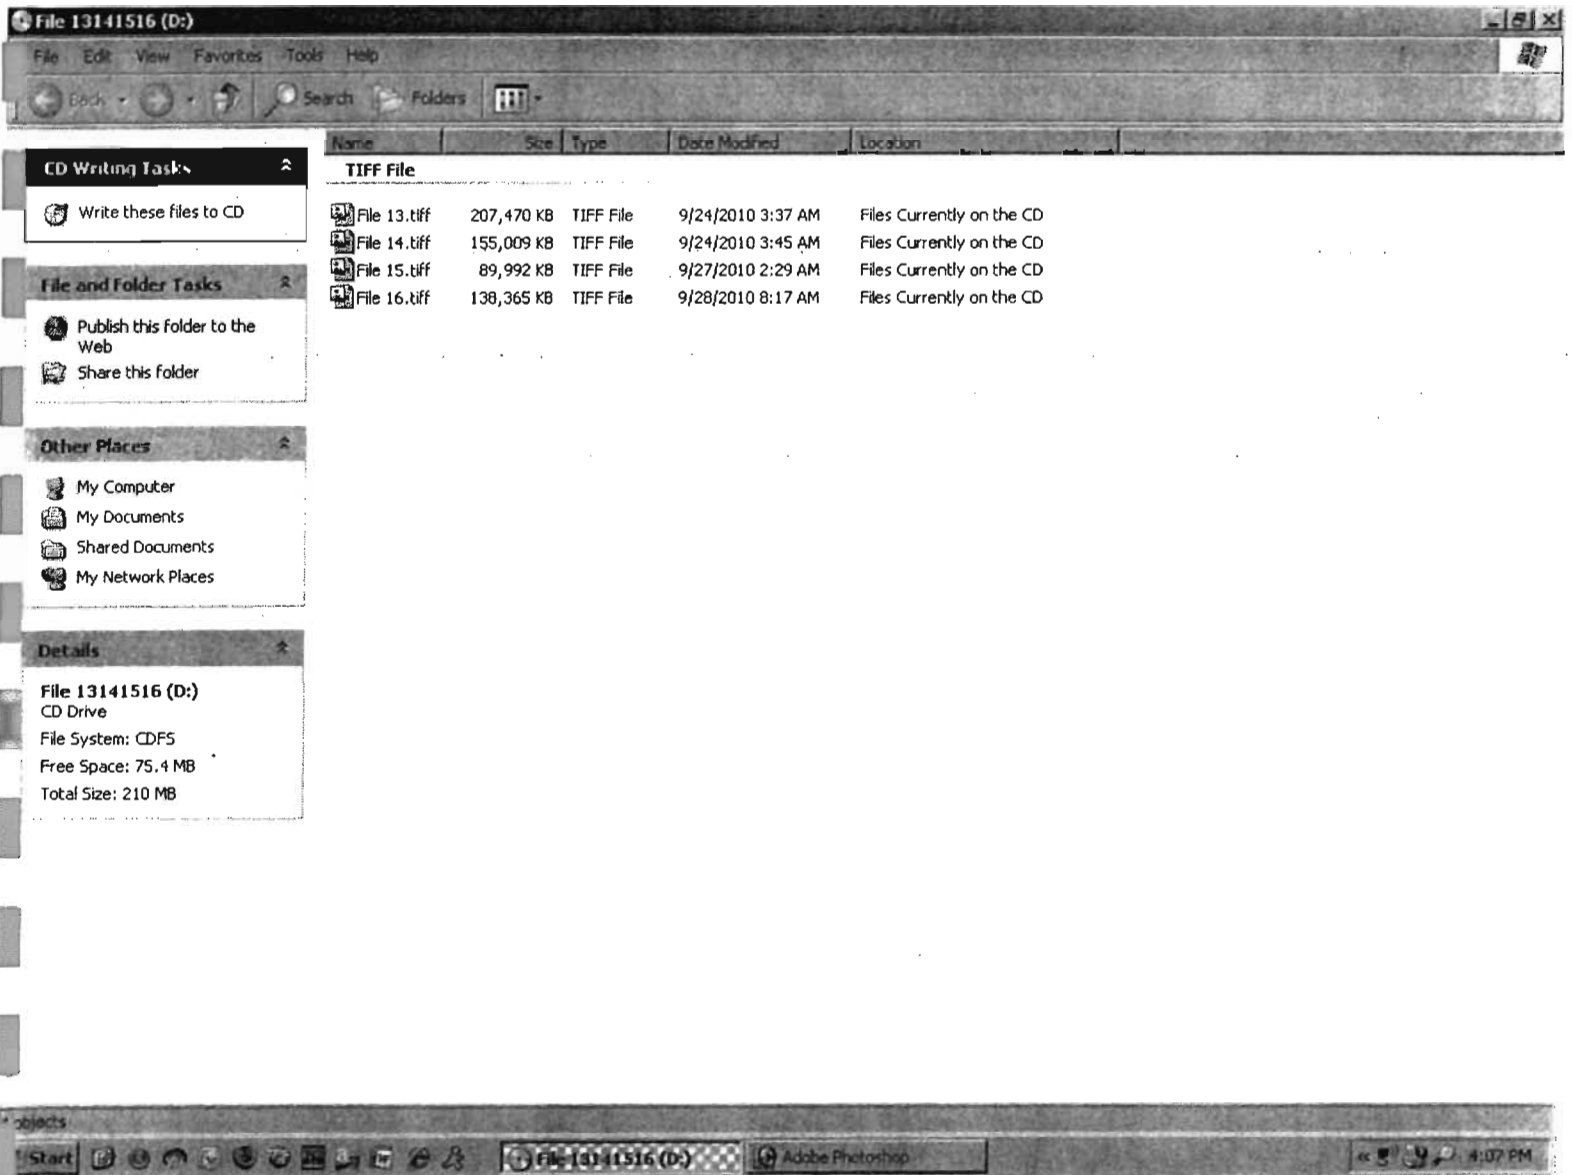 File 13141516 (D:)
File Edit View Favorites Tools Help
Back Search Folders
Name Size Type Date Modified Location
CD Writing Tasks
Write these files to CD
File and Folder Tasks
Publish this folder to the
Web
Share this folder
Other Places
My Computer
My Documents
Shared Documents
My Network Places
Details
File 13141516 (D:)
CD Drive
File System: CDFS
Free Space: 75.4 MB
Total Size: 210 MB
TIFF File
File 13.tiff 207,470 KB TIFF File 9/24/2010 3:37 AM Files Currently on the CD
File 14.tiff 155,009 KB TIFF File 9/24/2010 3:45 AM Files Currently on the CD
File 15.tiff 89,992 KB TIFF File 9/27/2010 2:29 AM Files Currently on the CD
File 16.tiff 138,365 KB TIFF File 9/28/2010 8:17 AM Files Currently on the CD
objects
Start File 13141516 (D:) Adobe Photoshop 4:07 PM